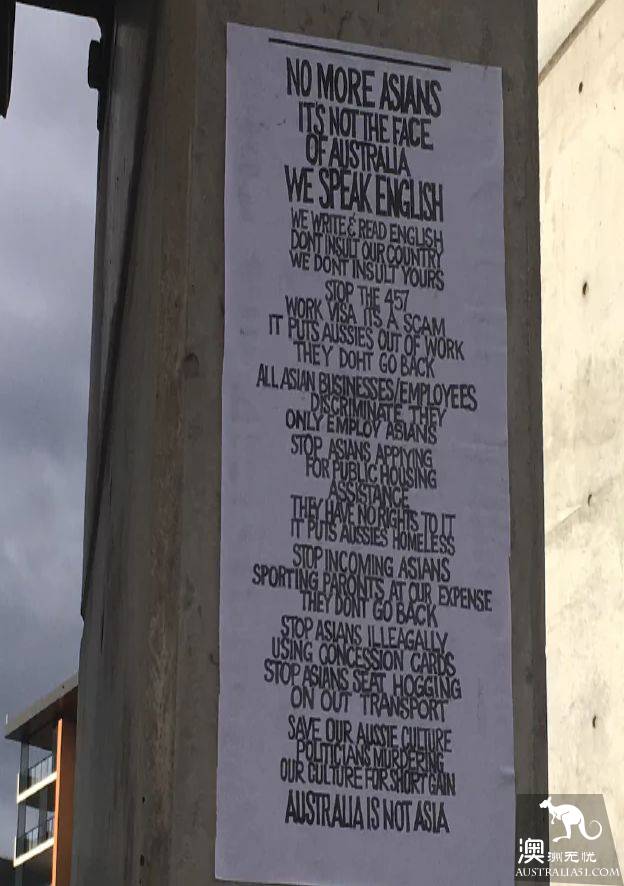 NO MORE ASIANS
IT'S NOT THE FACE
OF AUSTRALIA
WE SPEAK ENGLISH
WE WRITE & READ ENGLISH
DONT INSULT OUR COUNTRY
WE DONT INSULT YOURS
STOP THE 457
WORK VISA ITS A SCAM
IT PUTS AUSSIES OUT OF WORK
THEY DOHT GO BACK
ALL ASIAN BUSINESSES/EMPLOYEES
DISCRIMINATE THEY
ONLY EMPLOY ASIANS
STOP ASIANS APPLYING
FOR PUBLIC HOUSING
ASSISTANCE
THEY HAVE NO RIGHTS TO IT
IT PUTS AUSSIES HOMELESS
STOP INCOMING ASIANS
SPORTING PARONTS AT OUR EXPENSE
THEY DONT GO BACK
STOP ASIANS ILLEAGALLY
USING CONCESSION CARDS
STOP ASIANS SEAT HOGGING
ON OUT TRANSPORT
SAVE OUR AUSSIE CULTURE
POLITICIANS MURDERING
OUR CULTURE FOR SHORT GAIN
AUSTRALIA IS NOT ASIA
澳洲无忧
AUSTRALIA51.COM